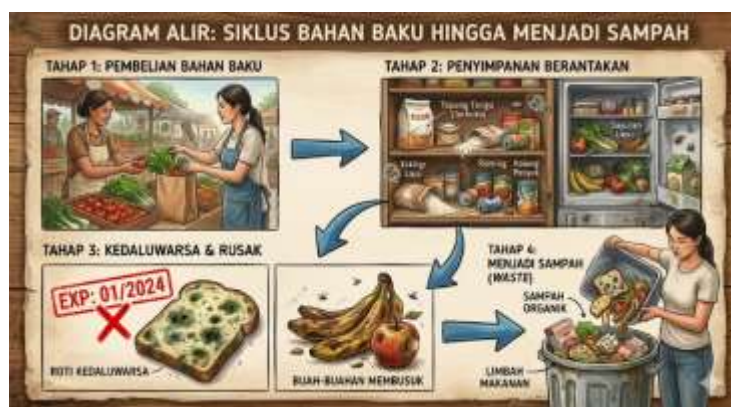 DIAGRAM ALIR: SIKLUS BAHAN BAKU HINGGA MENJADI SAMPAH
TAHAP 1: PEMBELIAN BAHAN BAKU
TAHAP 2: PENYIMPANAN BERANTAKAN
TAHAP 3: KEDALUWARSA & RUSAK
EXP: 01/2024
ROTI KEDALUWARSA
BUAH-BUAHAN MEMBUSUK
TAHAP 4:
MENJADI SAMPAH
(WASTE)
SAMPAH
ORGANIK
LIMBAH
MAKANAN